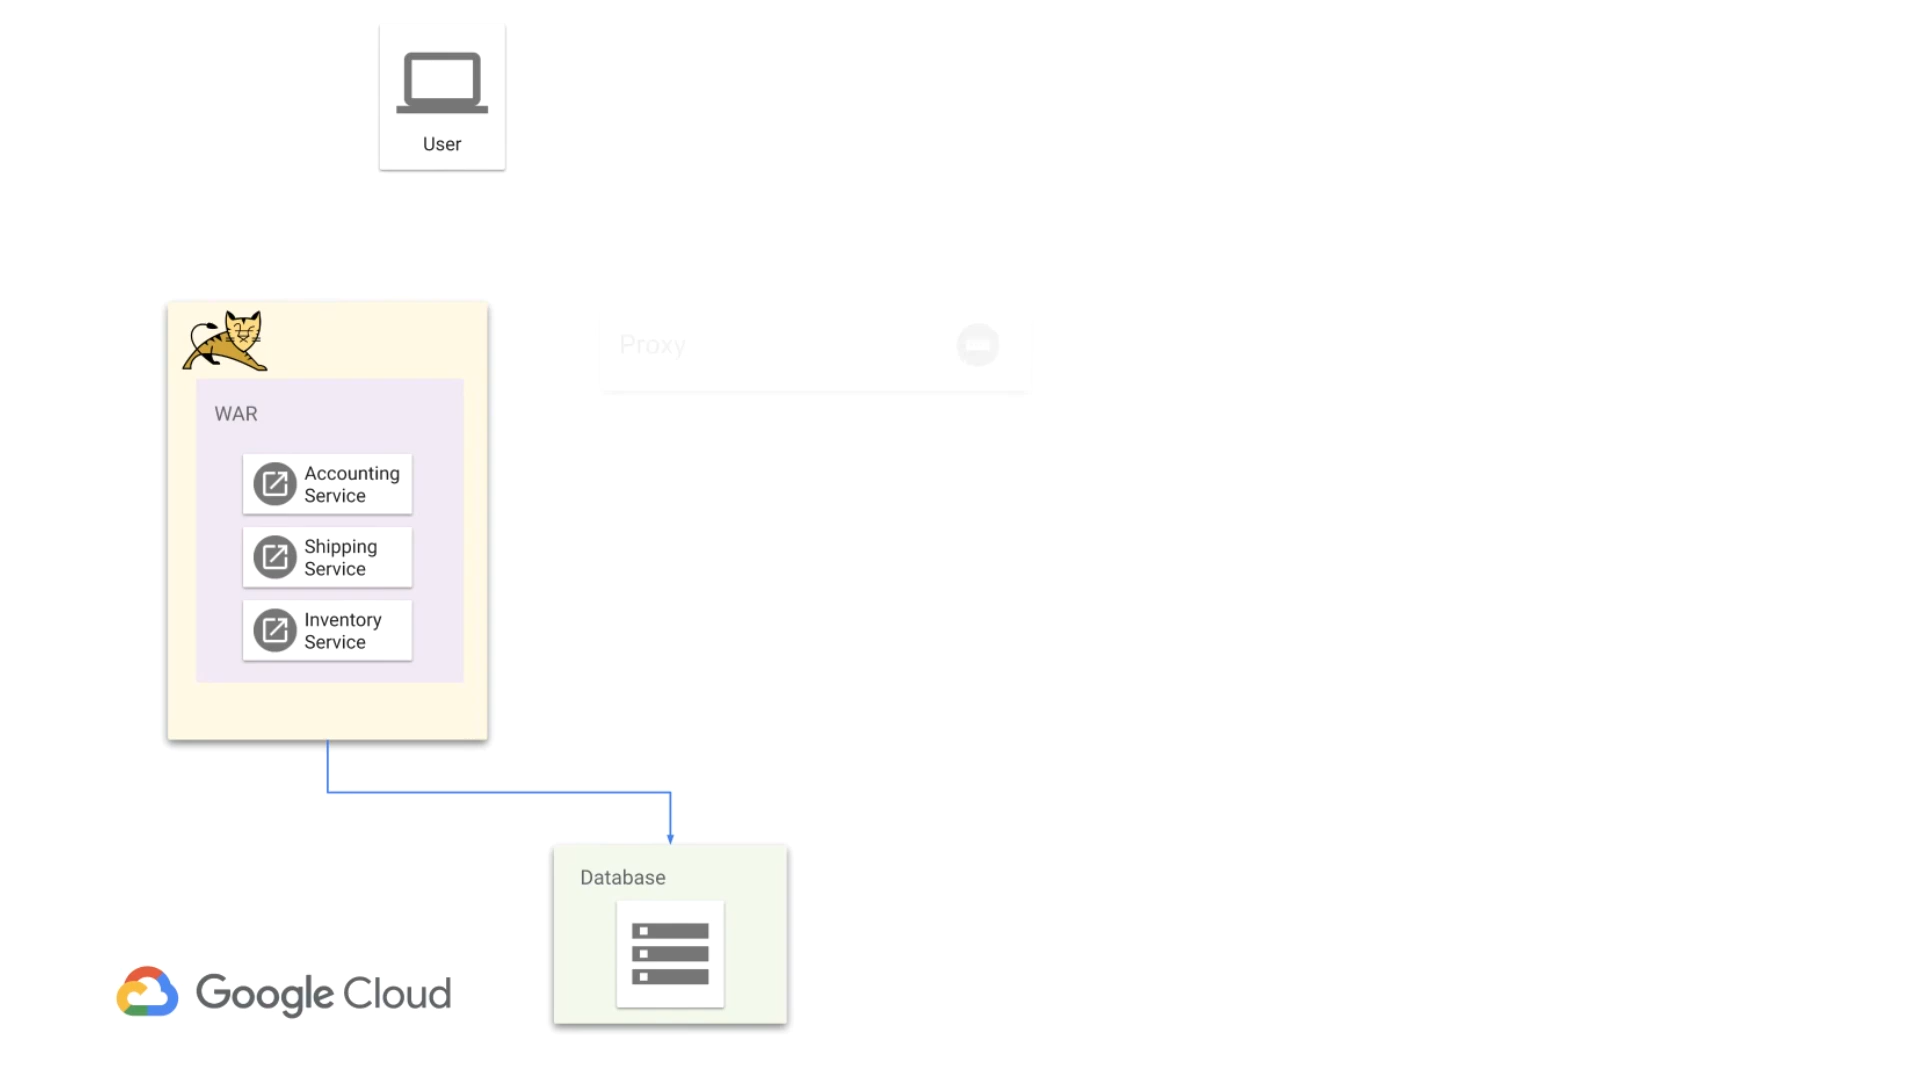 User
Proxy
WAR
Accounting
Service
Shipping
Service
Inventory
Service
Database
Google Cloud